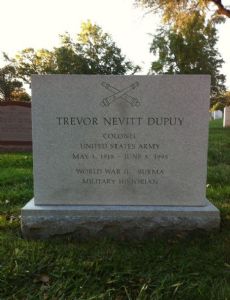 TREVOR NEVITT DUPUY
COLONEL
UNITED STATES ARMY
MAY 3, 1916 - JUNE 5, 1995
WORLD WAR II BURMA
MILITARY HISTORIAN